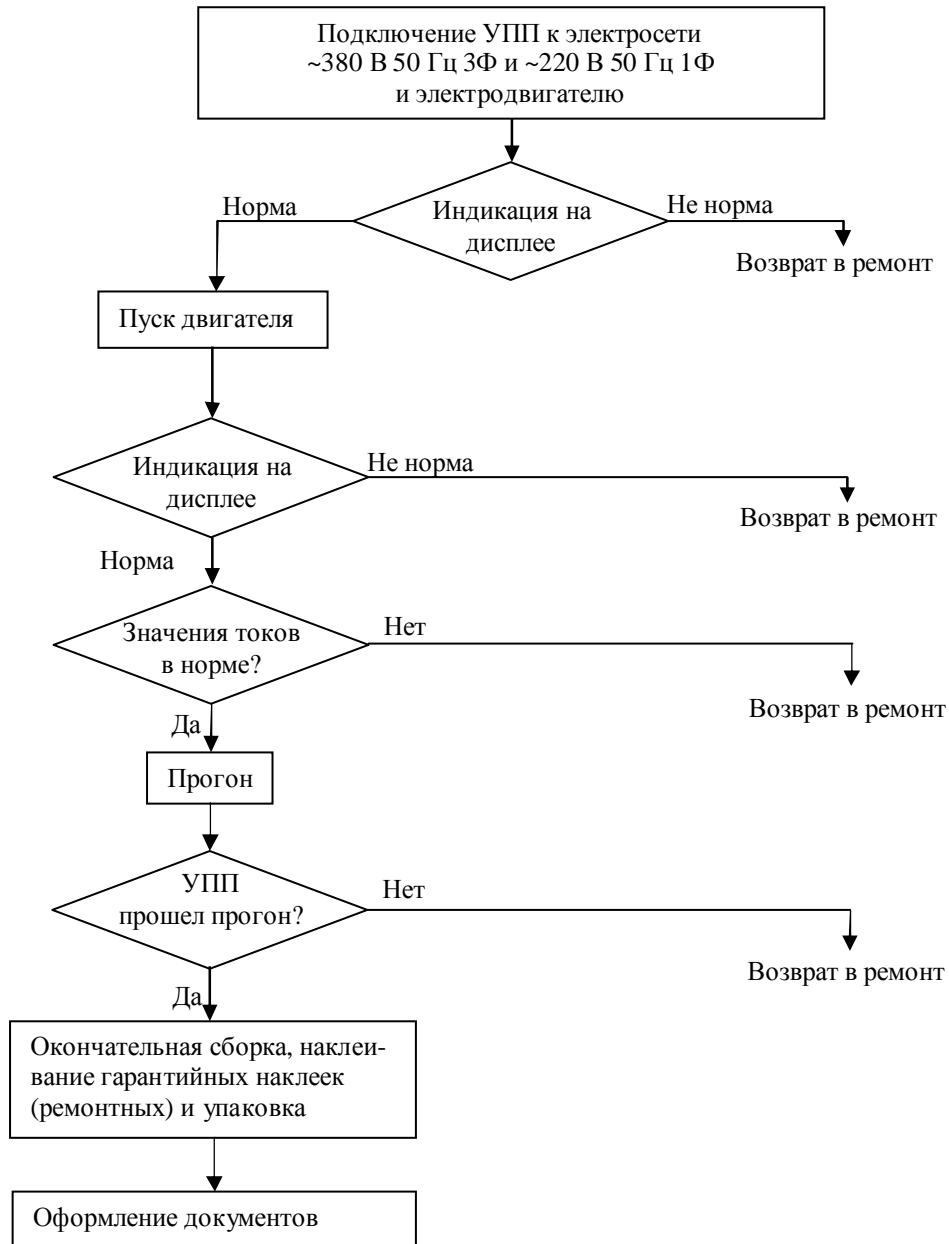 Подключение УПП к электросети
~380 В 50 Гц 3Ф и ~220 В 50 Гц 1Ф
и электродвигателю
Индикация на
дисплее
Норма
Не норма
Возврат в ремонт
Пуск двигателя
Индикация на
дисплее
Не норма
Возврат в ремонт
Норма
Значения токов
в норме?
Нет
Возврат в ремонт
Да
Прогон
УПП
прошел прогон?
Нет
Возврат в ремонт
Да
Окончательная сборка, наклеи-
вание гарантийных наклеек
(ремонтных) и упаковка
Оформление документов